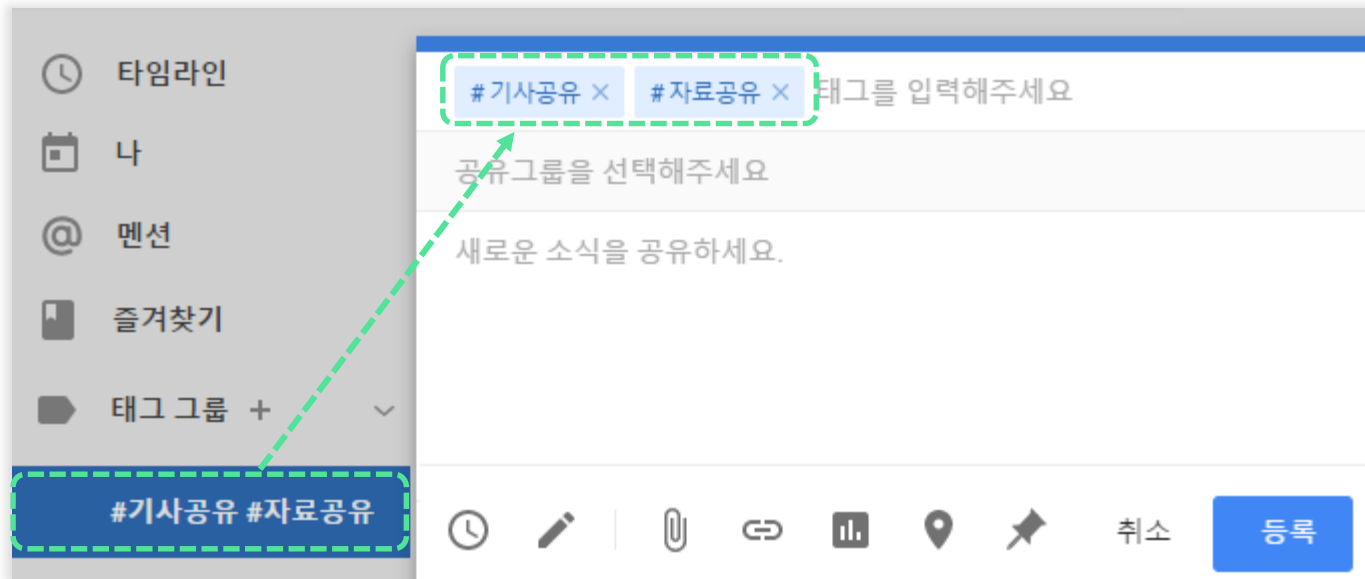 타임라인
나
멘션
즐겨찾기
태그 그룹 +
#기사공유 #자료공유
#기사공유 × #자료공유 × 태그를 입력해주세요
공유그룹을 선택해주세요
새로운 소식을 공유하세요.
취소 등록